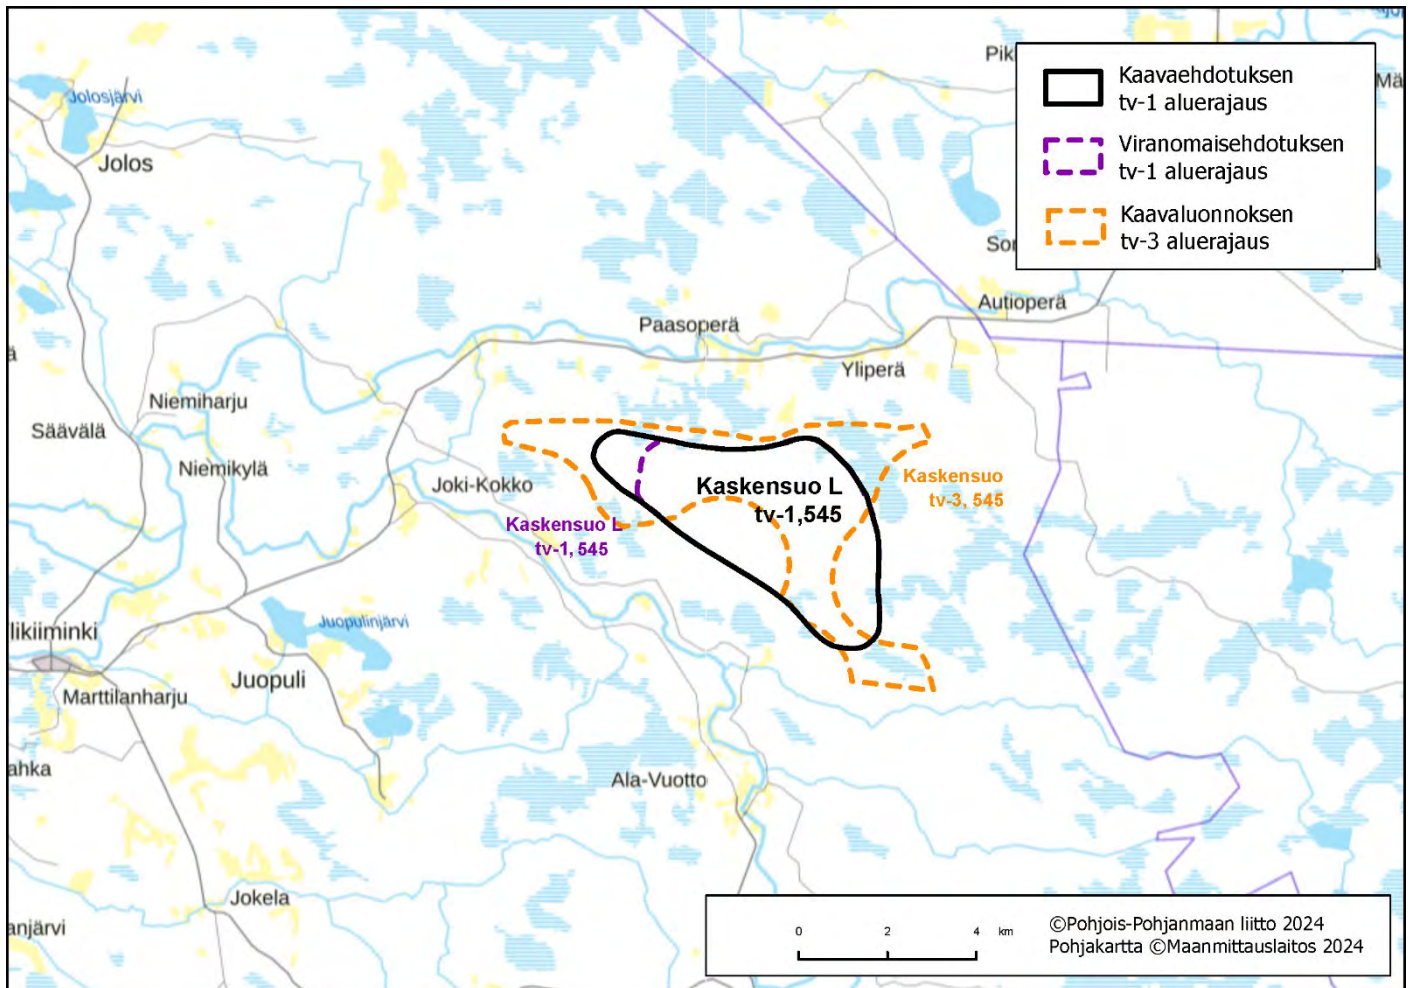 Jolosjärvi
Jolos
Pik
Kaavaehdotuksen
tv-1 aluerajaus
Viranomaisehdotuksen
tv-1 aluerajaus
Kaavaluonnoksen
tv-3 aluerajaus
Mä
Sor
Autioperä
Paasoperä
Yliperä
Niemiharju
Säävälä
Niemikylä
Joki-Kokko
Kaskensuo L
tv-1,545
Kaskensuo
tv-3, 545
Kaskensuo L
tv-1, 545
Juopulinjärvi
likiiminki
Juopuli
Marttilanharju
ahka
Ala-Vuotto
Jokela
anjärvi
0 2 4 km
©Pohjois-Pohjanmaan liitto 2024
Pohjakartta ©Maanmittauslaitos 2024